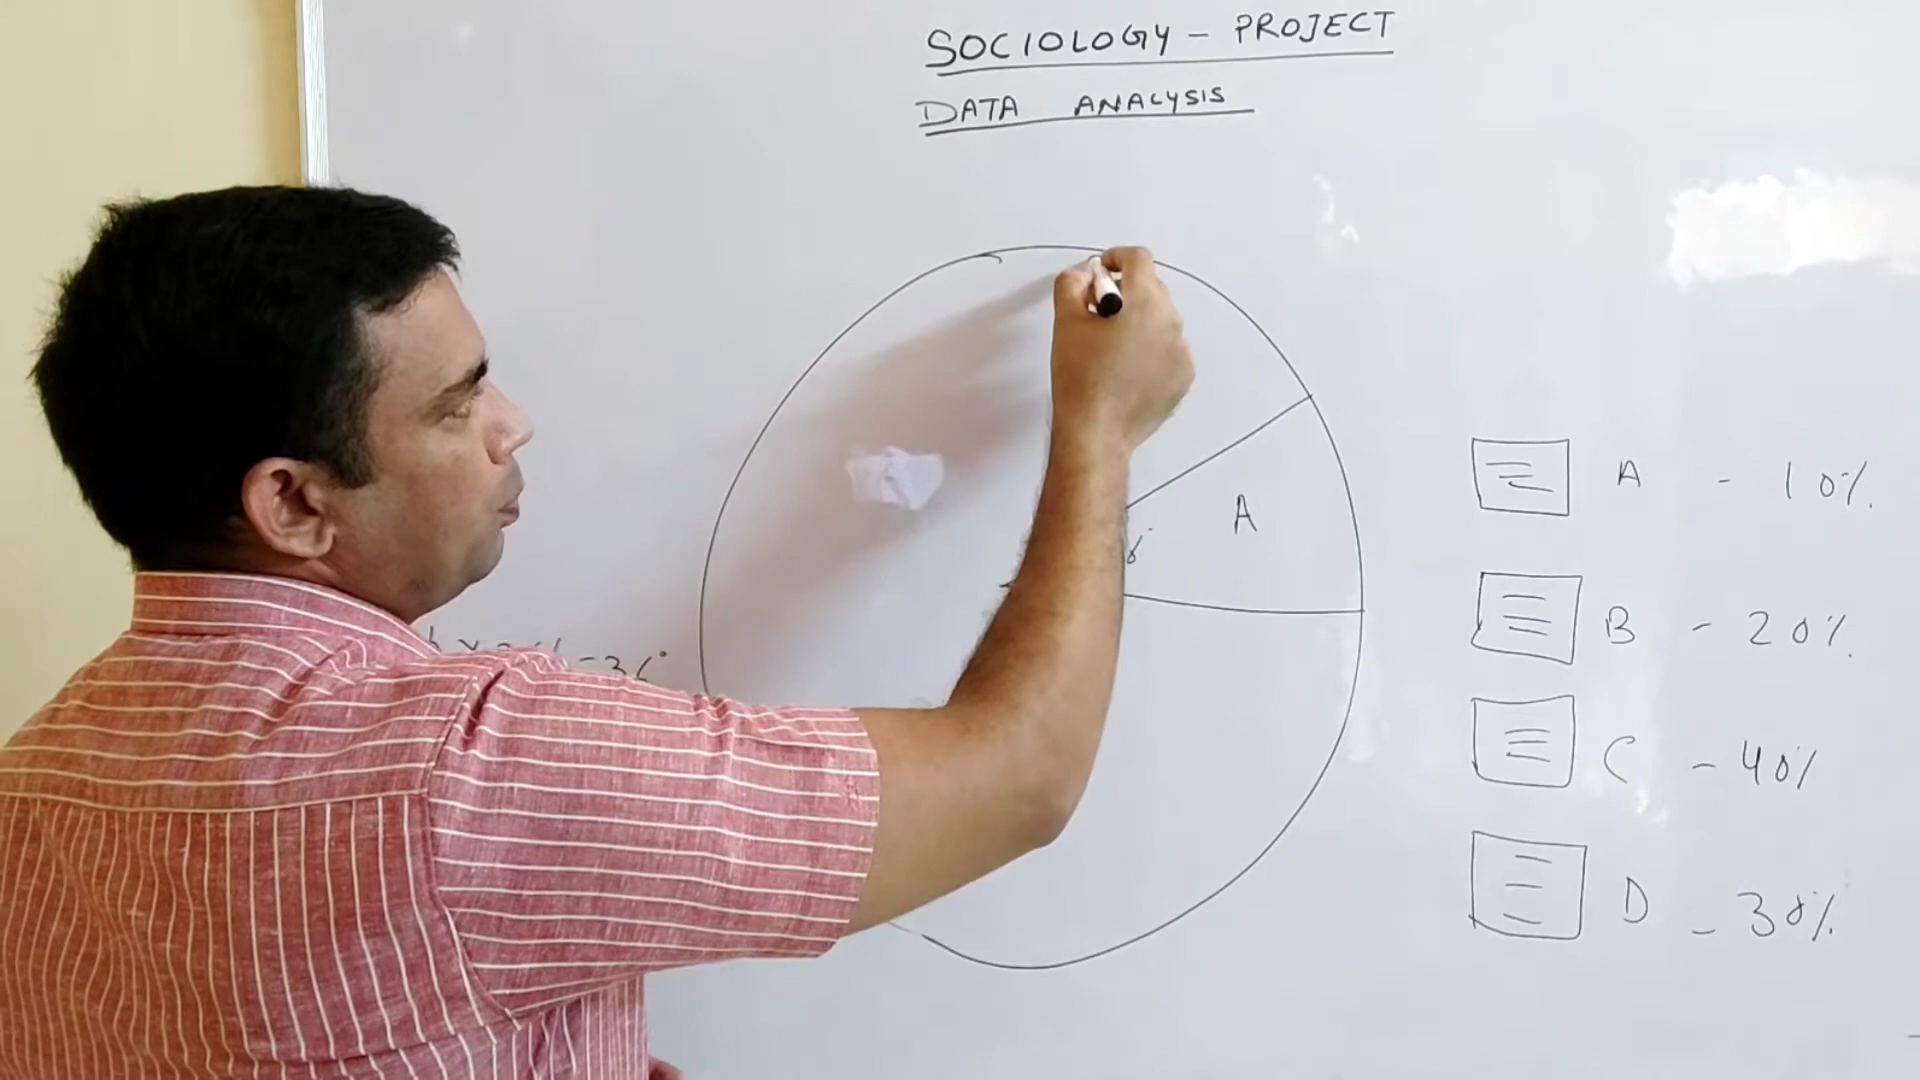 SOCIOLOGY - PROJECT
DATA ANALYSIS
A
A - 10%
B - 20%
C - 40%
D - 30%